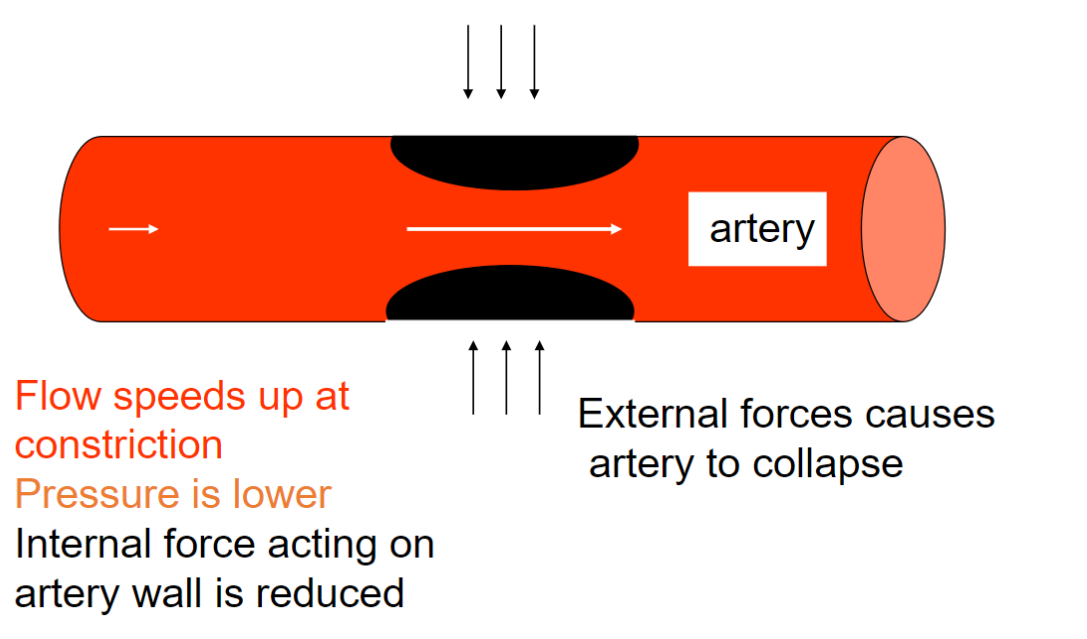 artery
Flow speeds up at
constriction
Pressure is lower
Internal force acting on
artery wall is reduced
External forces causes
artery to collapse